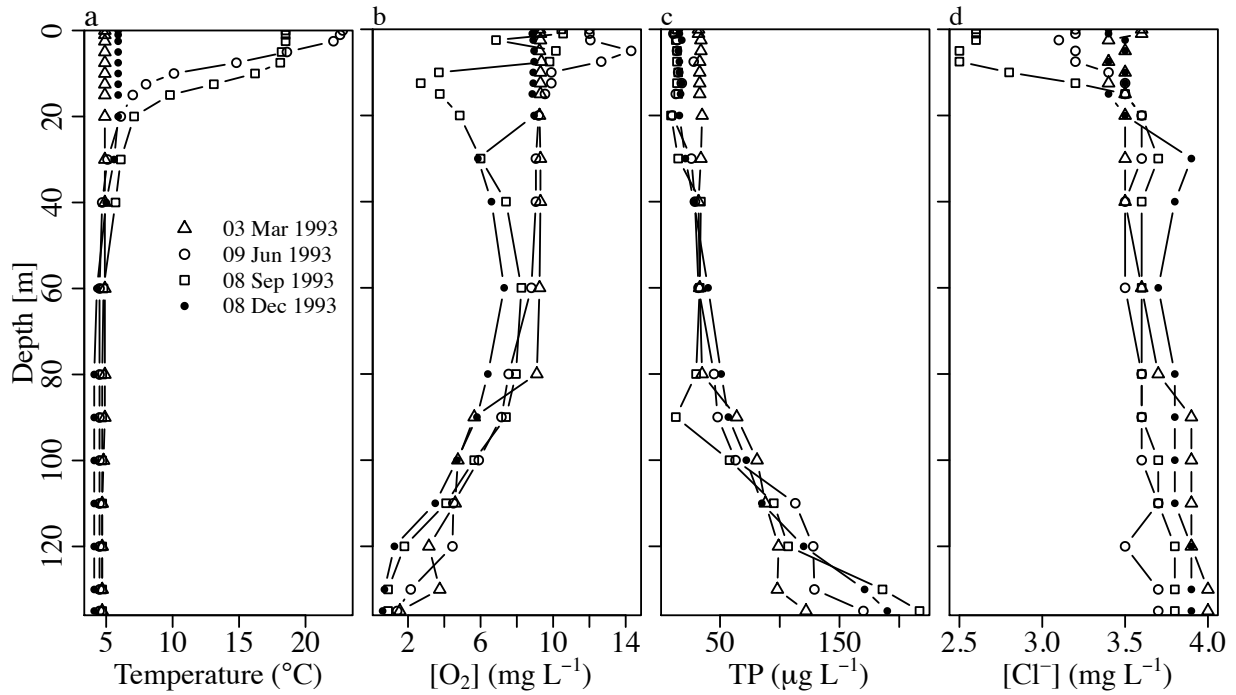 a
b
c
d
Depth [m]
0
20
40
60
80
100
120
△ 03 Mar 1993
○ 09 Jun 1993
□ 08 Sep 1993
● 08 Dec 1993
5 10 15 20
2 6 10 14
50 150
2.5 3.0 3.5 4.0
Temperature (°C)
[O₂] (mg L⁻¹)
TP (μg L⁻¹)
[Cl⁻] (mg L⁻¹)